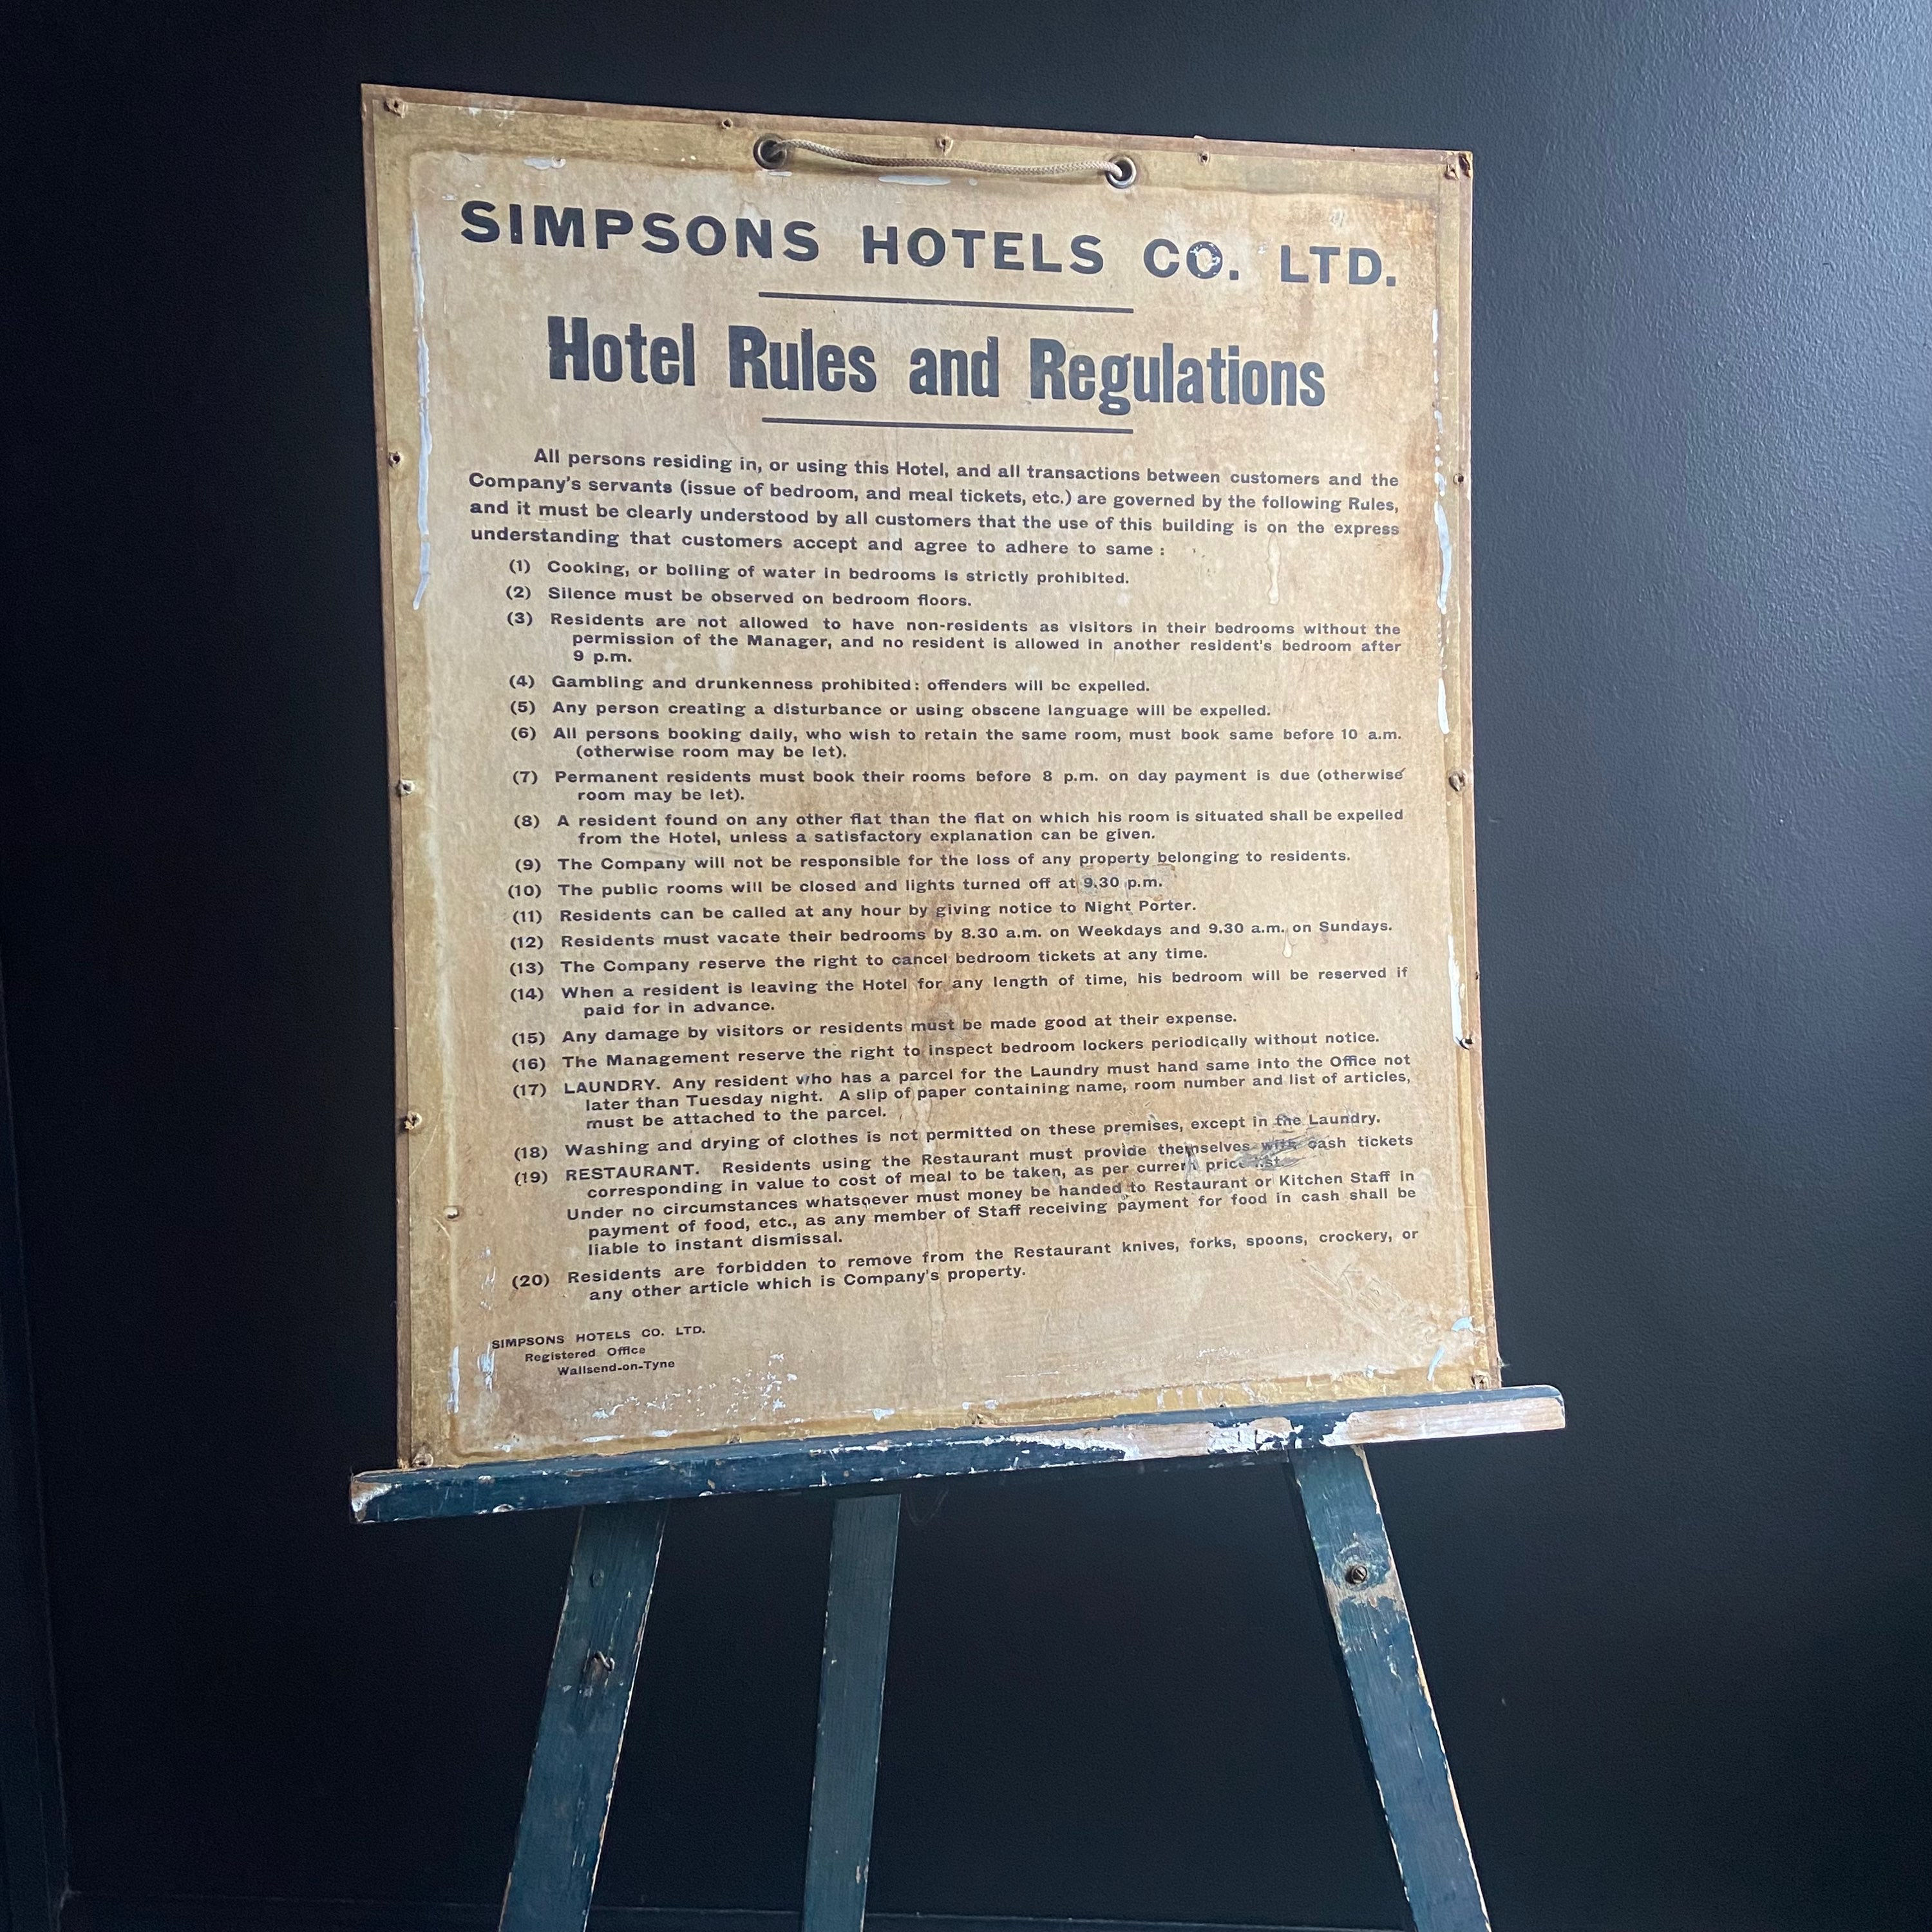 SIMPSONS HOTELS CO. LTD.
Hotel Rules and Regulations
All persons residing in, or using this Hotel, and all transactions between customers and the
Company's servants (issue of bedroom, and meal tickets, etc.) are governed by the following Rules,
and it must be clearly understood by all customers that the use of this building is on the express
understanding that customers accept and agree to adhere to same :
(1) Cooking, or boiling of water in bedrooms is strictly prohibited.
(2) Silence must be observed on bedroom floors.
(3) Residents are not allowed to have non-residents as visitors in their bedrooms without the
permission of the Manager, and no resident is allowed in another resident's bedroom after
9 p.m.
(4) Gambling and drunkenness prohibited: offenders will be expelled.
(5) Any person creating a disturbance or using obscene language will be expelled.
(6) All persons booking daily, who wish to retain the same room, must book same before 10 a.m.
(otherwise room may be let).
(7) Permanent residents must book their rooms before 8 p.m. on day payment is due (otherwise
room may be let).
(8) A resident found on any other flat than the flat on which his room is situated shall be expelled
from the Hotel, unless a satisfactory explanation can be given.
(9) The Company will not be responsible for the loss of any property belonging to residents.
(10) The public rooms will be closed and lights turned off at 9.30 p.m.
(11) Residents can be called at any hour by giving notice to Night Porter.
(12) Residents must vacate their bedrooms by 8.30 a.m. on Weekdays and 9.30 a.m. on Sundays.
(13) The Company reserve the right to cancel bedroom tickets at any time.
(14) When a resident is leaving the Hotel for any length of time, his bedroom will be reserved if
paid for in advance.
(15) Any damage by visitors or residents must be made good at their expense.
(16) The Management reserve the right to inspect bedroom lockers periodically without notice.
(17) LAUNDRY. Any resident who has a parcel for the Laundry must hand same into the Office not
later than Tuesday night. A slip of paper containing name, room number and list of articles,
must be attached to the parcel.
(18) Washing and drying of clothes is not permitted on these premises, except in the Laundry.
(19) RESTAURANT. Residents using the Restaurant must provide themselves with cash tickets
corresponding in value to cost of meal to be taken, as per current price list.
Under no circumstances whatsoever must money be handed to Restaurant or Kitchen Staff in
payment of food, etc., as any member of Staff receiving payment for food in cash shall be
liable to instant dismissal.
(20) Residents are forbidden to remove from the Restaurant knives, forks, spoons, crockery, or
any other article which is Company's property.
SIMPSONS HOTELS CO. LTD.
Registered Office
Wallsend-on-Tyne